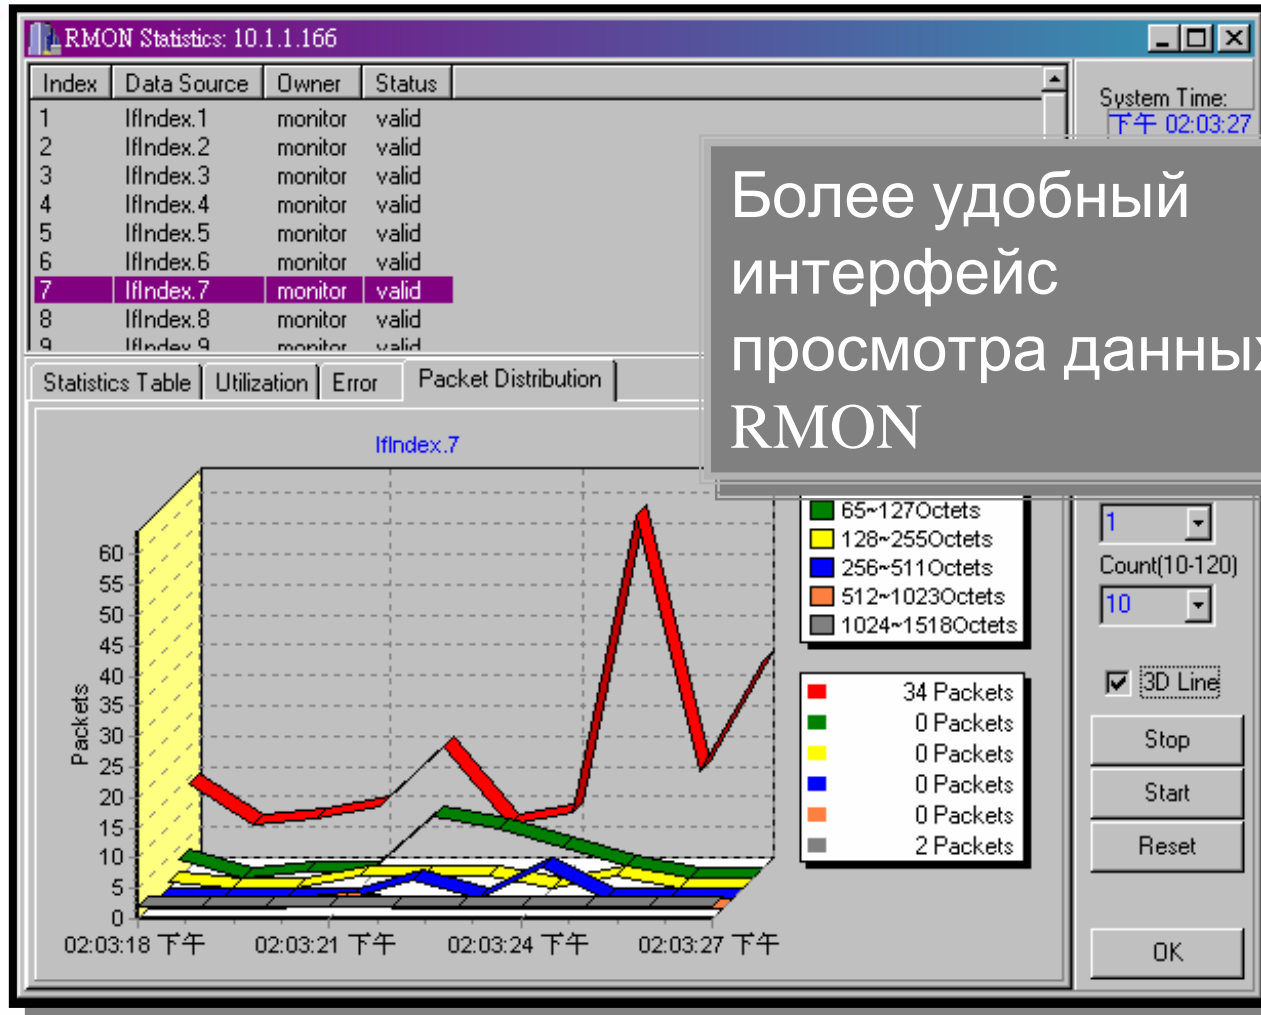 RMON Statistics: 10.1.1.166
Index Data Source Owner Status
1 IfIndex.1 monitor valid
2 IfIndex.2 monitor valid
3 IfIndex.3 monitor valid
4 IfIndex.4 monitor valid
5 IfIndex.5 monitor valid
6 IfIndex.6 monitor valid
7 IfIndex.7 monitor valid
8 IfIndex.8 monitor valid
9 IfIndex.9 monitor valid
System Time:
下午 02:03:27
Более удобный
интерфейс
просмотра данных
RMON
Statistics Table Utilization Error Packet Distribution
IfIndex.7
Packets
60
55
50
45
40
35
30
25
20
15
10
5
0
02:03:18 下午 02:03:21 下午 02:03:24 下午 02:03:27 下午
65~127Octets
128~255Octets
256~511Octets
512~1023Octets
1024~1518Octets
34 Packets
0 Packets
0 Packets
0 Packets
0 Packets
2 Packets
1
Count(10-120)
10
3D Line
Stop
Start
Reset
OK